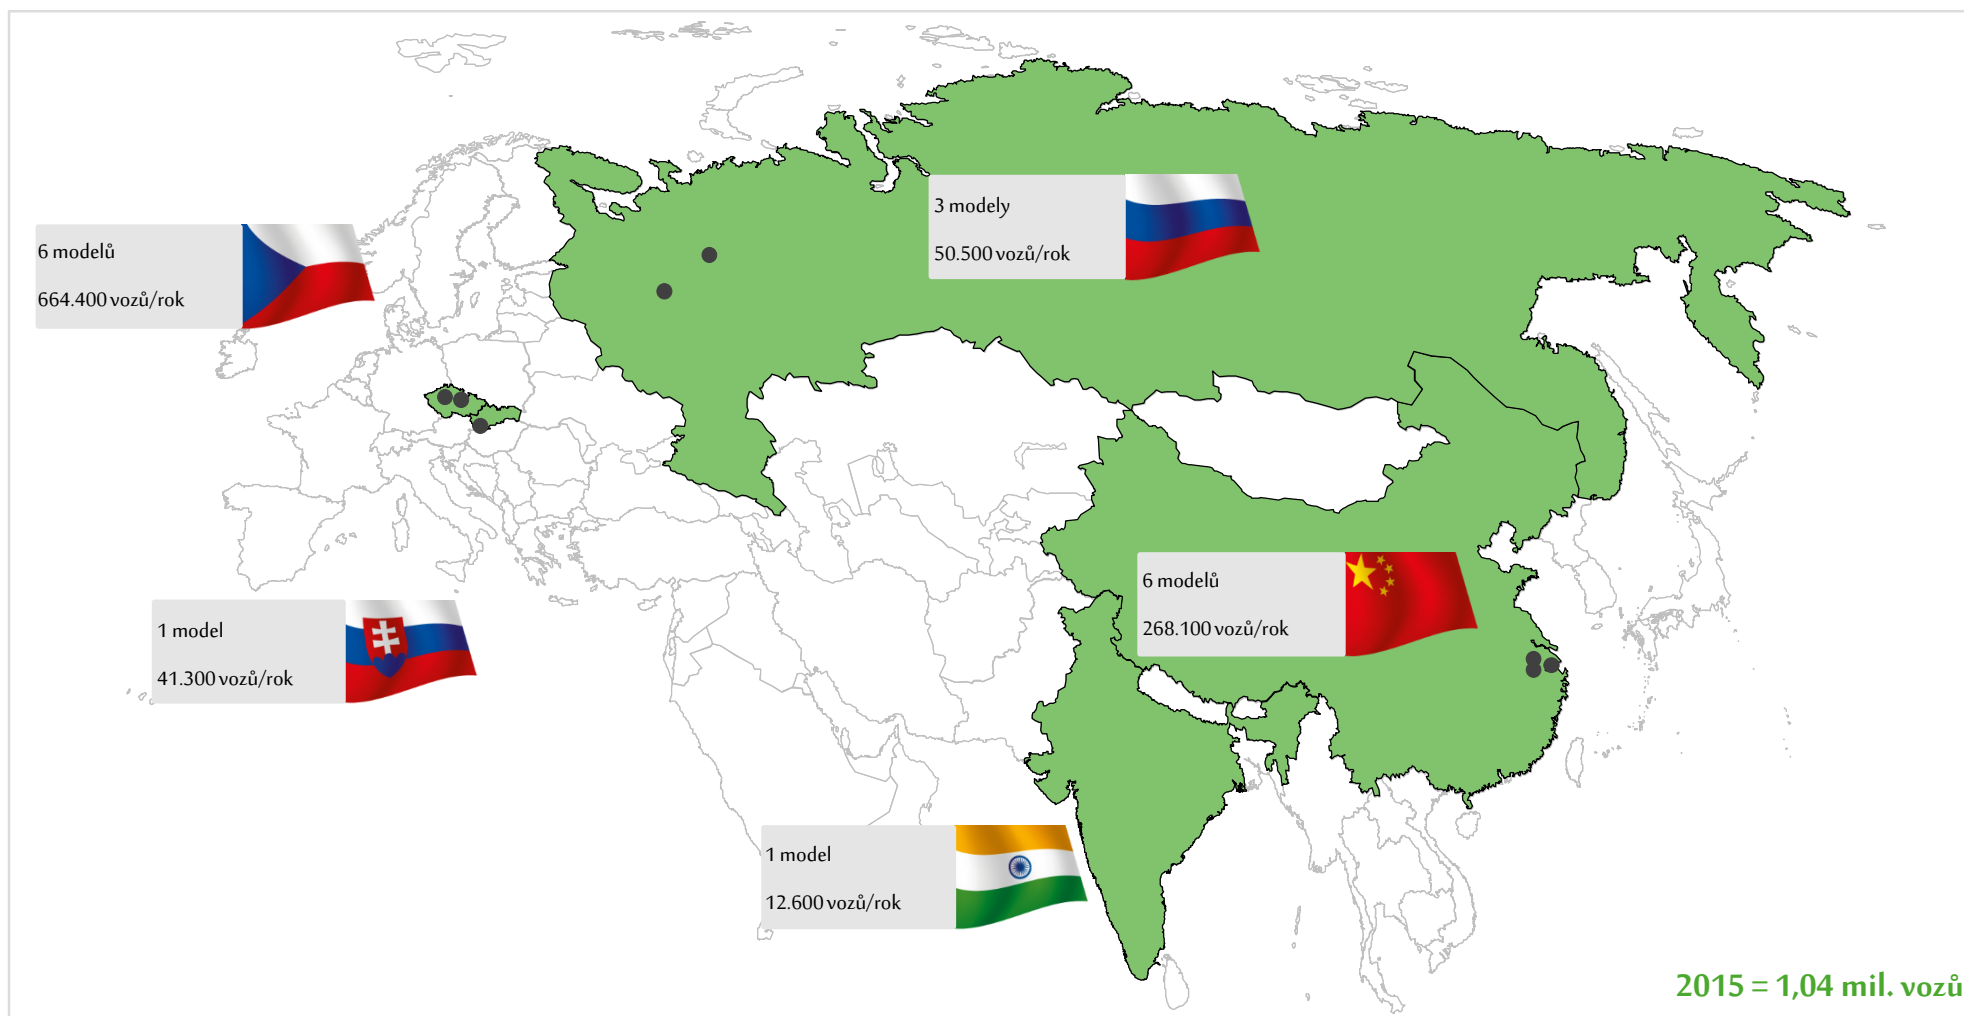 3 modely
50.500 vozů/rok
6 modelů
664.400 vozů/rok
6 modelů
268.100 vozů/rok
1 model
41.300 vozů/rok
1 model
12.600 vozů/rok
2015 = 1,04 mil. vozů